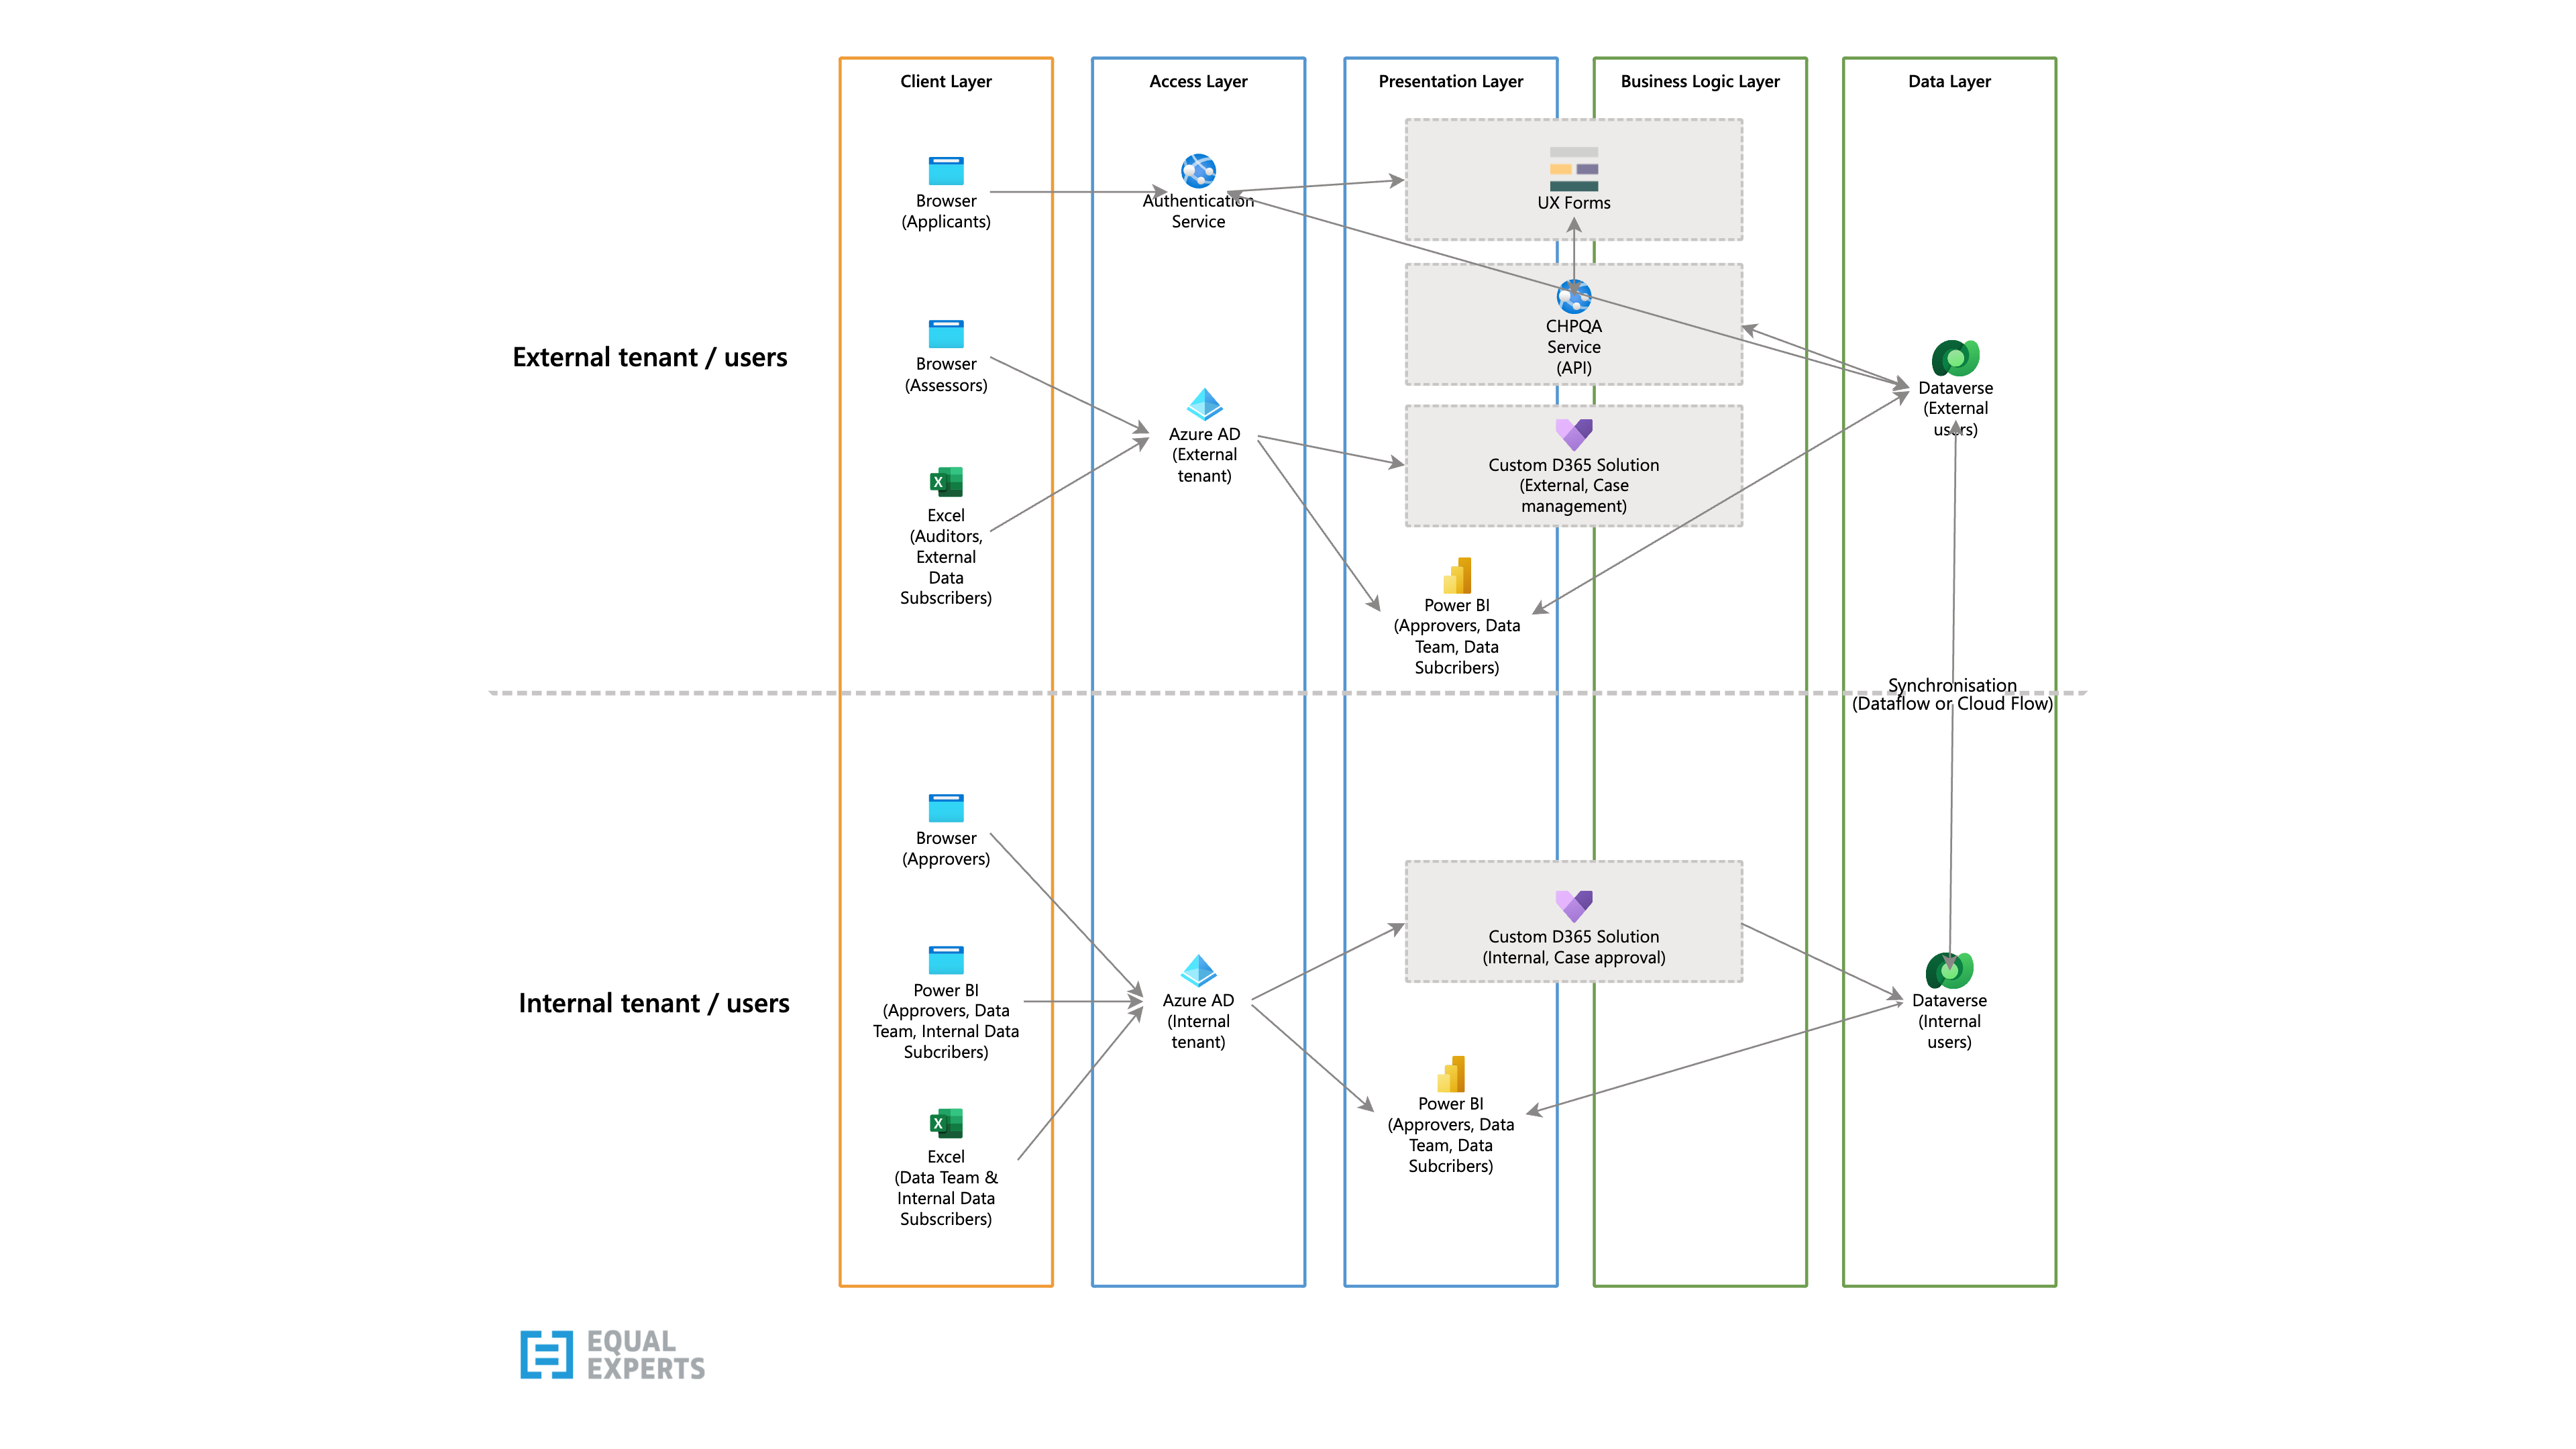 Client Layer
Access Layer
Presentation Layer
Business Logic Layer
Data Layer
External tenant / users
Browser
(Applicants)
Authentication
Service
UX Forms
CHPQA
Service
(API)
Browser
(Assessors)
Azure AD
(External
tenant)
Dataverse
(External
users)
Custom D365 Solution
(External, Case
management)
Excel
(Auditors,
External
Data
Subscribers)
Power BI
(Approvers, Data
Team, Data
Subcribers)
Synchronisation
(Dataflow or Cloud Flow)
Internal tenant / users
Browser
(Approvers)
Power BI
(Approvers, Data
Team, Internal Data
Subcribers)
Excel
(Data Team &
Internal Data
Subscribers)
Azure AD
(Internal
tenant)
Custom D365 Solution
(Internal, Case approval)
Power BI
(Approvers, Data
Team, Data
Subcribers)
Dataverse
(Internal
users)
EQUAL
EXPERTS